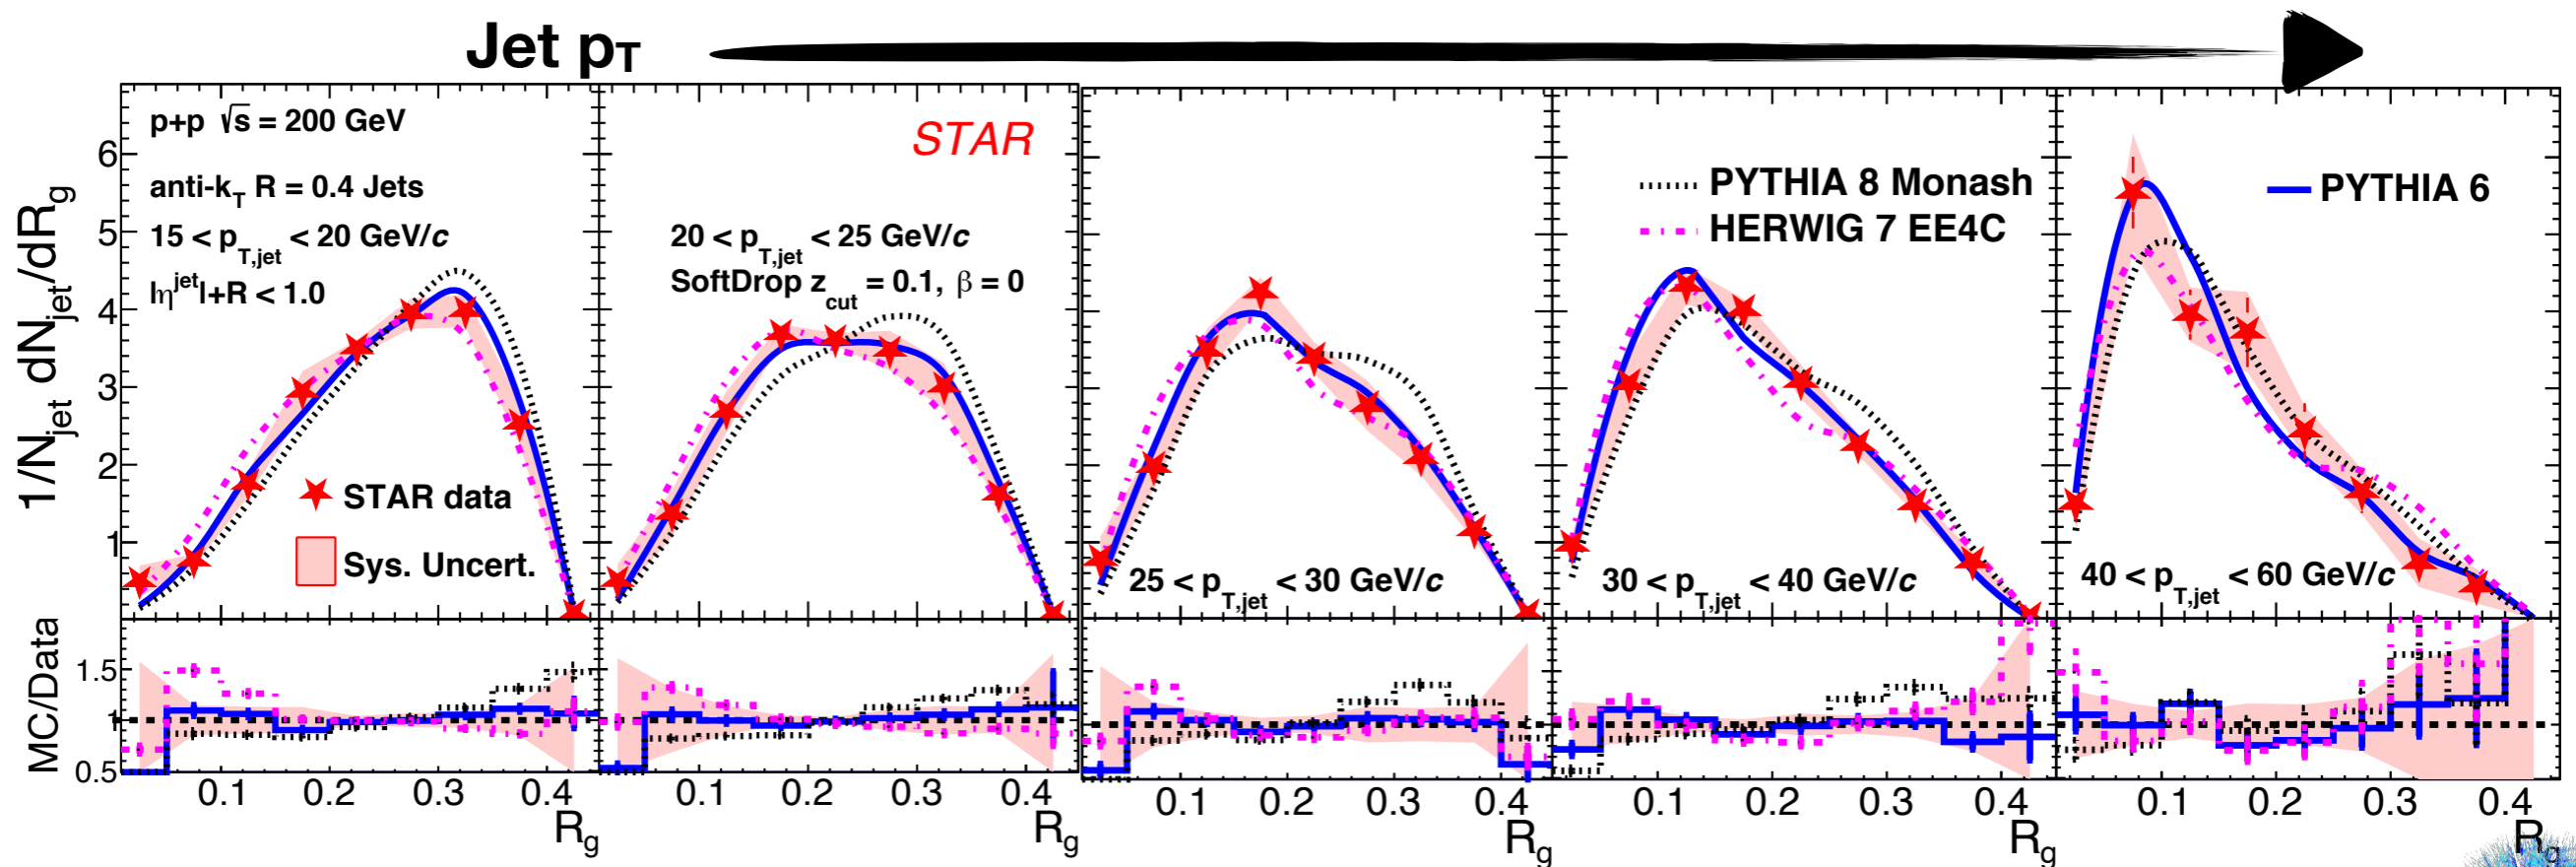 Jet pT
p+p √s = 200 GeV
anti-kT R = 0.4 Jets
15 < pT,jet < 20 GeV/c
|ηjet|+R < 1.0
STAR data
Sys. Uncert.
STAR
20 < pT,jet < 25 GeV/c
SoftDrop zcut = 0.1, β = 0
25 < pT,jet < 30 GeV/c
PYTHIA 8 Monash
HERWIG 7 EE4C
30 < pT,jet < 40 GeV/c
PYTHIA 6
40 < pT,jet < 60 GeV/c
1/Njet dNjet/dRg
6
5
4
3
2
1
MC/Data
1.5
1
0.5
0.1 0.2 0.3 0.4
Rg
0.1 0.2 0.3 0.4
Rg
0.1 0.2 0.3 0.4
Rg
0.1 0.2 0.3 0.4
Rg
0.1 0.2 0.3 0.4
Rg